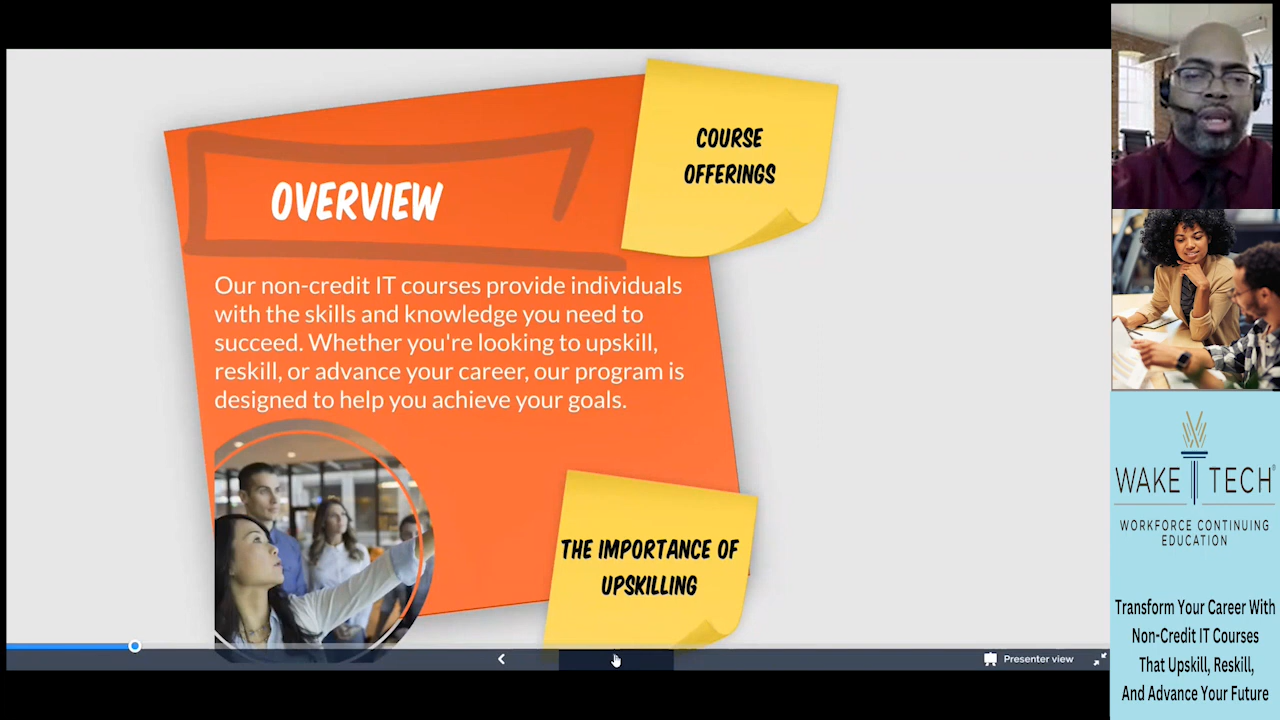 COURSE
OFFERINGS
OVERVIEW
Our non-credit IT courses provide individuals
with the skills and knowledge you need to
succeed. Whether you're looking to upskill,
reskill, or advance your career, our program is
designed to help you achieve your goals.
THE IMPORTANCE OF
UPSKILLING
Presenter view
WAKE TECH®
WORKFORCE CONTINUING
EDUCATION
Transform Your Career With
Non-Credit IT Courses
That Upskill, Reskill,
And Advance Your Future